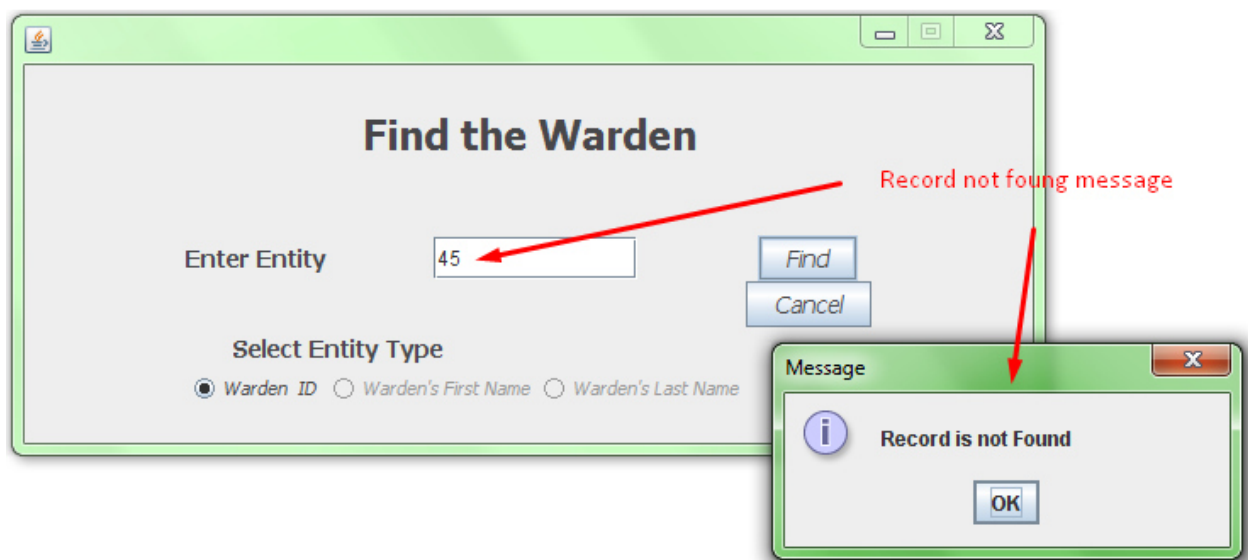 Find the Warden
Record not foung message
Enter Entity
45
Find
Cancel
Select Entity Type
Warden ID
Warden's First Name
Warden's Last Name
Message
Record is not Found
OK